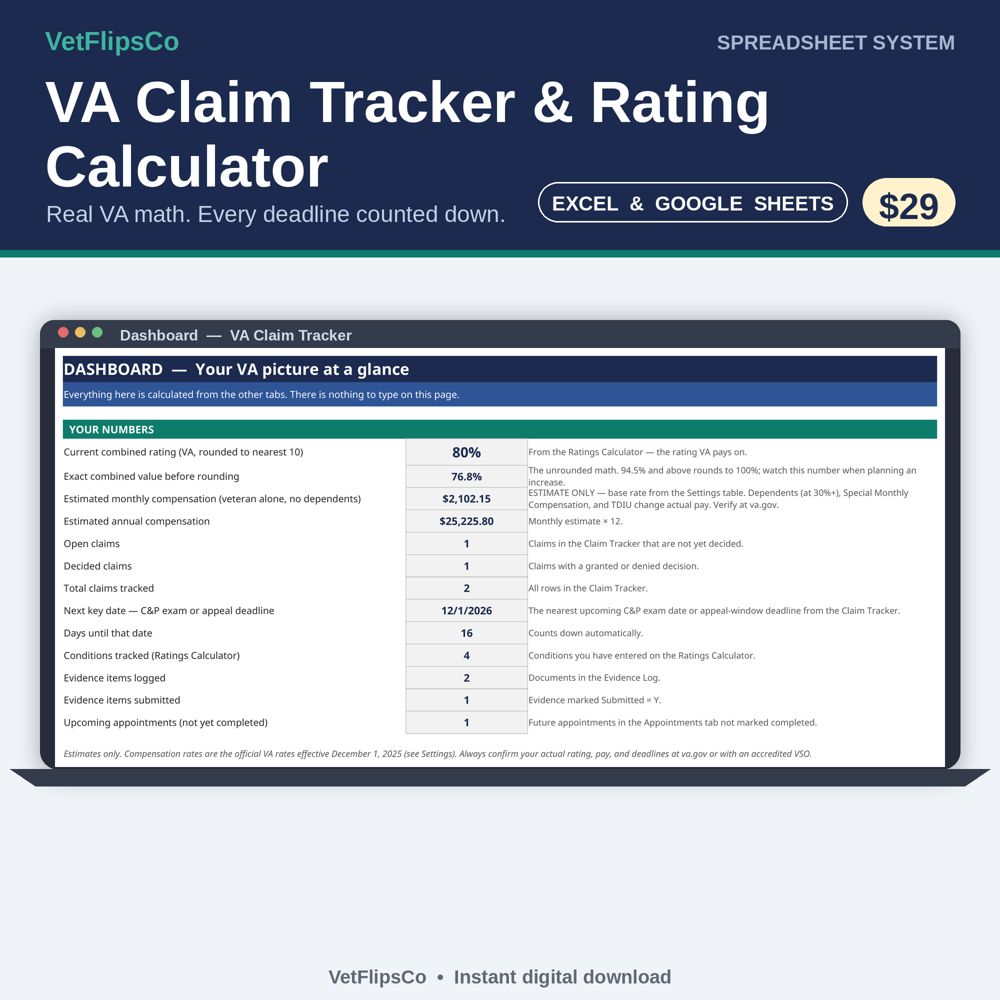 VetFlipsCo
SPREADSHEET SYSTEM
VA Claim Tracker & Rating
Calculator
Real VA math. Every deadline counted down.
EXCEL & GOOGLE SHEETS
$29
Dashboard — VA Claim Tracker
DASHBOARD — Your VA picture at a glance
Everything here is calculated from the other tabs. There is nothing to type on this page.
YOUR NUMBERS
Current combined rating (VA, rounded to nearest 10) 80% From the Ratings Calculator — the rating VA pays on.
Exact combined value before rounding 76.8% The unrounded math. 94.5% and above rounds to 100%; watch this number when planning an
increase.
Estimated monthly compensation (veteran alone, no dependents) $2,102.15 ESTIMATE ONLY — base rate from the Settings table. Dependents (at 30%+), Special Monthly
Compensation, and TDIU change actual pay. Verify at va.gov.
Estimated annual compensation $25,225.80 Monthly estimate × 12.
Open claims 1 Claims in the Claim Tracker that are not yet decided.
Decided claims 1 Claims with a granted or denied decision.
Total claims tracked 2 All rows in the Claim Tracker.
Next key date — C&P exam or appeal deadline 12/1/2026 The nearest upcoming C&P exam date or appeal-window deadline from the Claim Tracker.
Days until that date 16 Counts down automatically.
Conditions tracked (Ratings Calculator) 4 Conditions you have entered on the Ratings Calculator.
Evidence items logged 2 Documents in the Evidence Log.
Evidence items submitted 1 Evidence marked Submitted = Y.
Upcoming appointments (not yet completed) 1 Future appointments in the Appointments tab not marked completed.
Estimates only. Compensation rates are the official VA rates effective December 1, 2025 (see Settings). Always confirm your actual rating, pay, and deadlines at va.gov or with an accredited VSO.
VetFlipsCo • Instant digital download